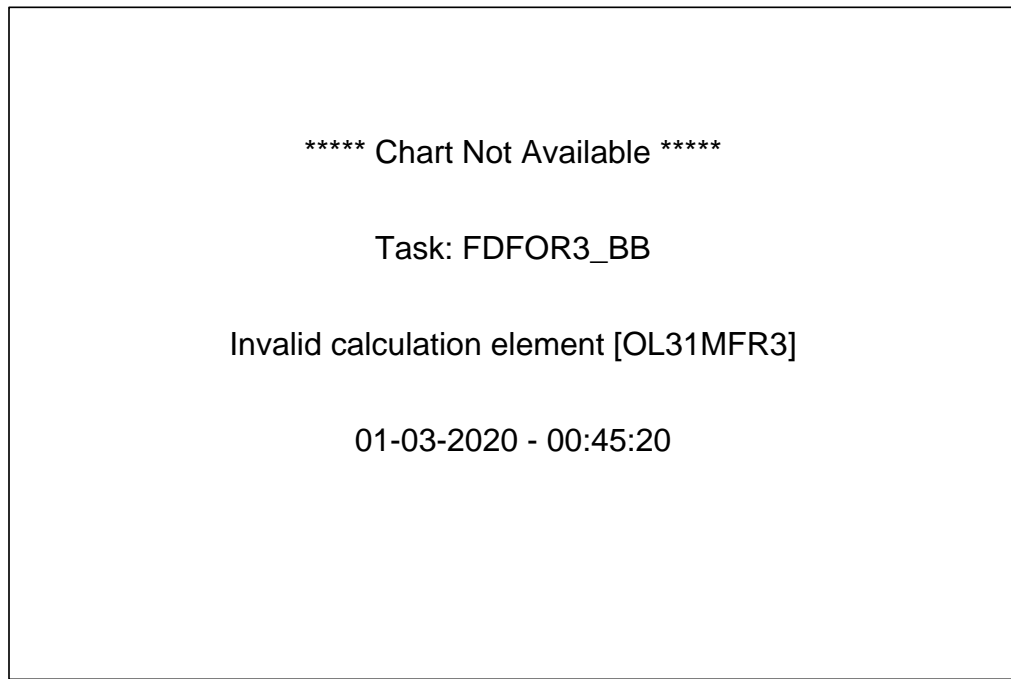 ***** Chart Not Available *****
Task: FDFOR3_BB
Invalid calculation element [OL31MFR3]
01-03-2020 - 00:45:20